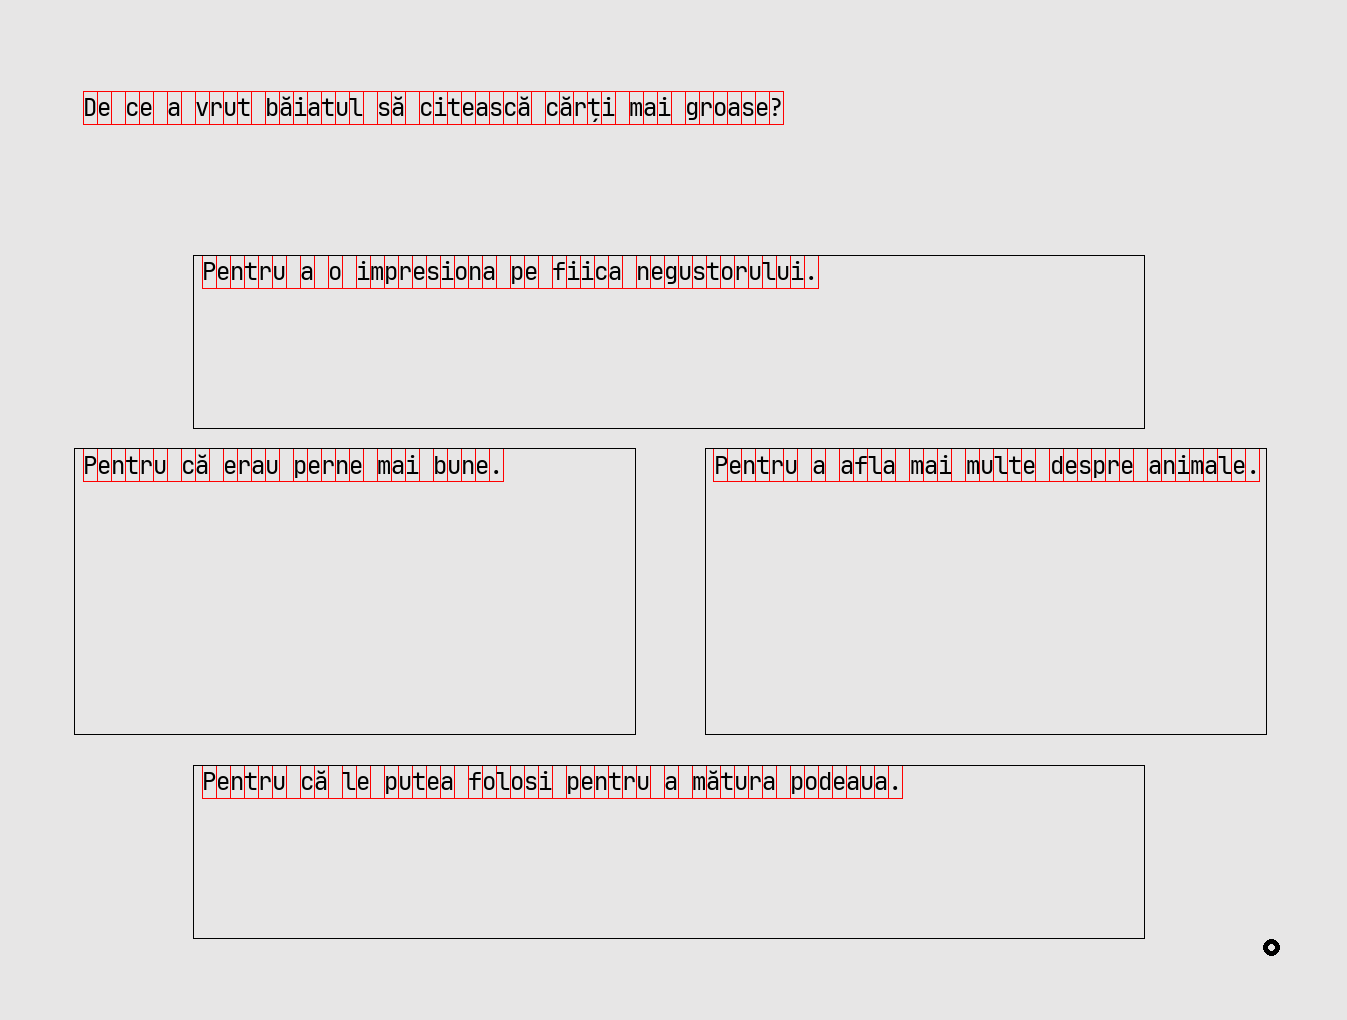 De ce a vrut băiatul să citească cărți mai groase?
Pentru a o impresiona pe fiica negustorului.
Pentru că erau perne mai bune.
Pentru a afla mai multe despre animale.
Pentru că le putea folosi pentru a mătura podeaua.